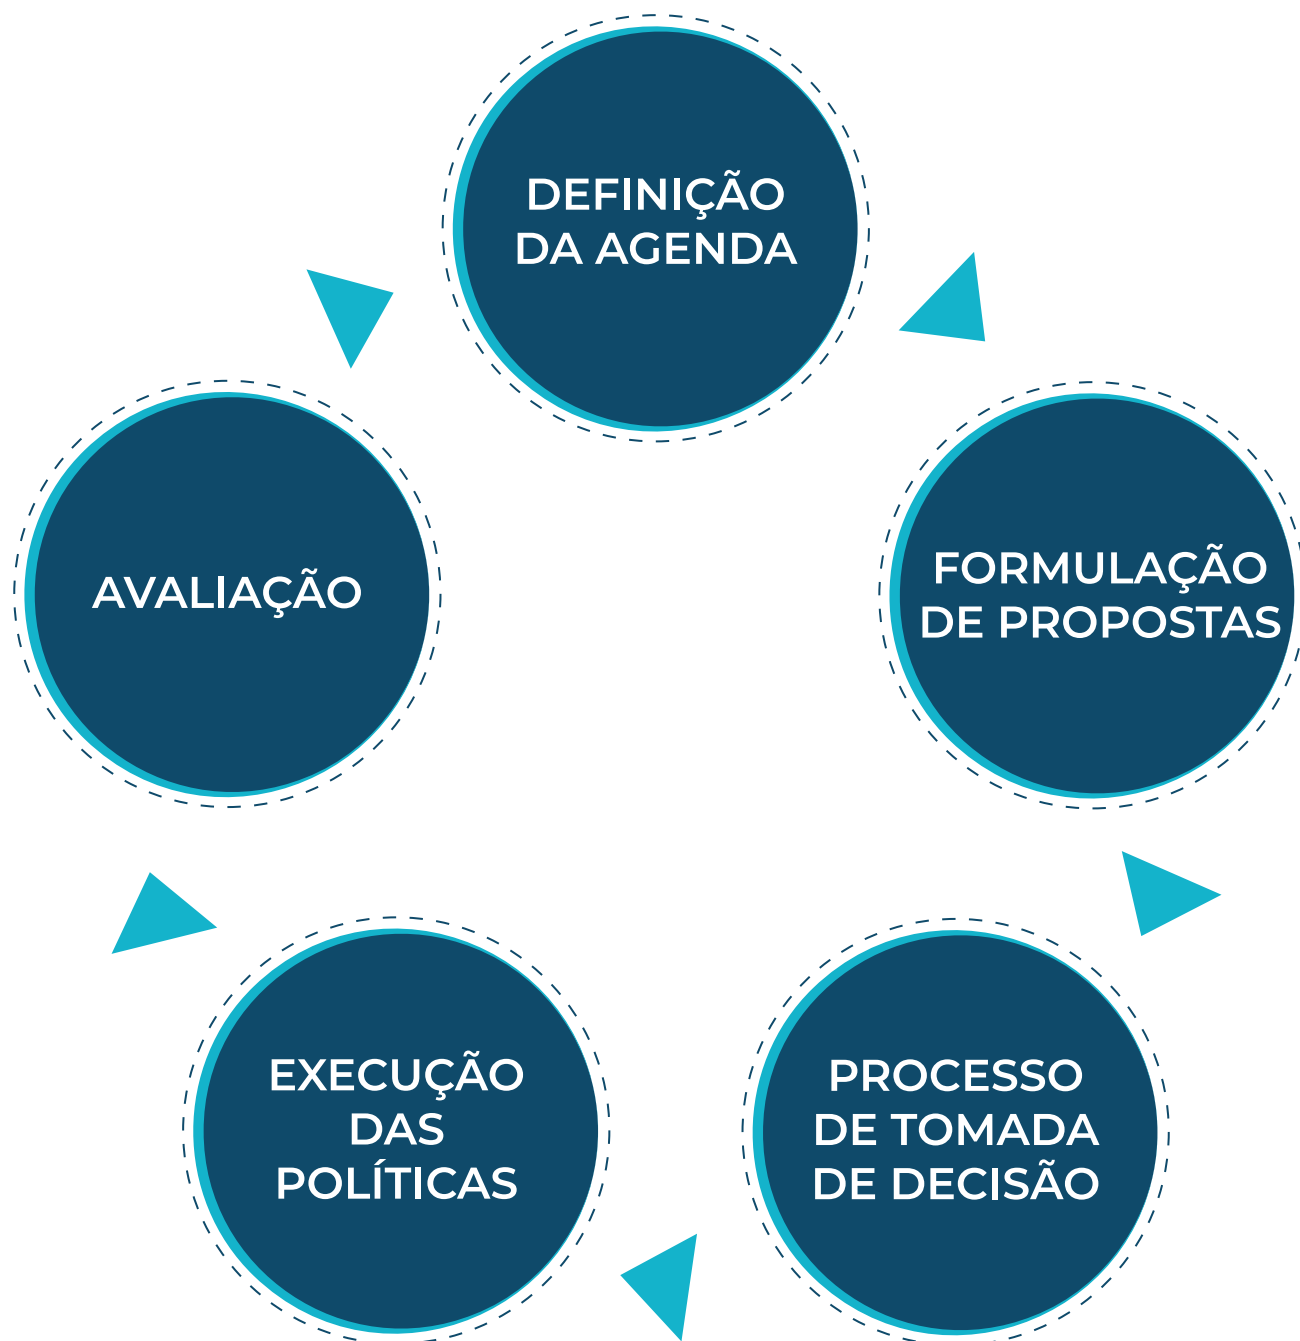 DEFINIÇÃO
DA AGENDA
FORMULAÇÃO
DE PROPOSTAS
PROCESSO
DE TOMADA
DE DECISÃO
EXECUÇÃO
DAS
POLÍTICAS
AVALIAÇÃO